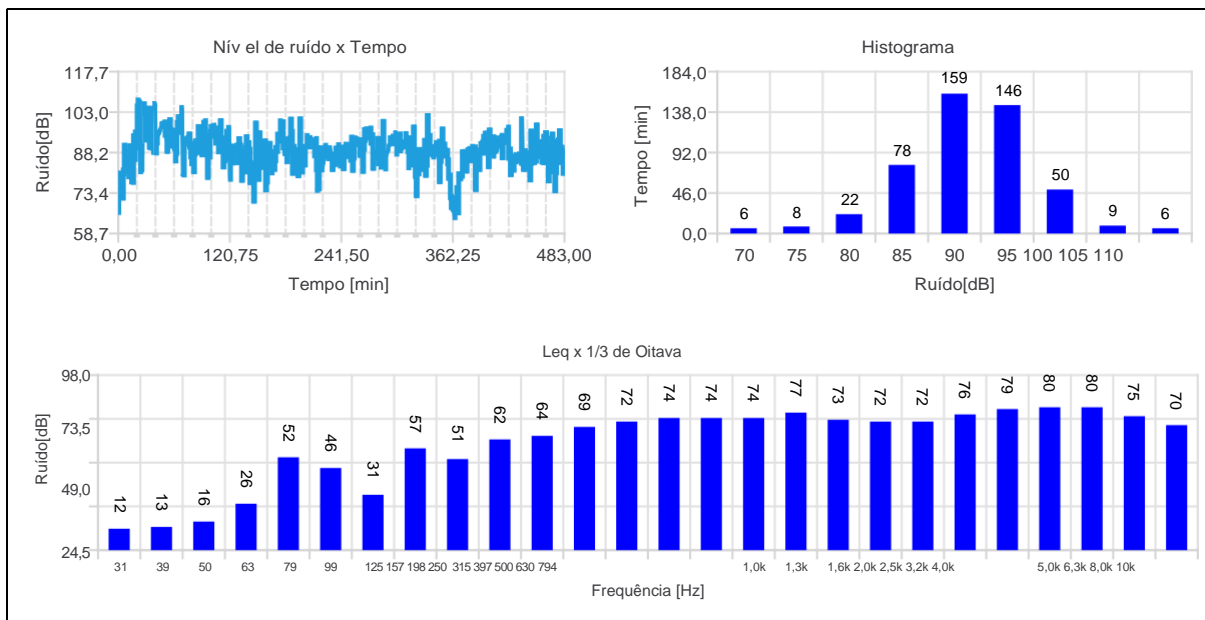 Nív el de ruído x Tempo
117,7
103,0
88,2
73,4
58,7
Ruído[dB]
0,00 120,75 241,50 362,25 483,00
Tempo [min]
Histograma
184,0
138,0
92,0
46,0
0,0
Tempo [min]
6 8 22 78 159 146 50 9 6
70 75 80 85 90 95 100 105 110
Ruído[dB]
Leq x 1/3 de Oitava
98,0
73,5
49,0
24,5
Ruído[dB]
12 13 16 26 52 46 31 57 51 62 64 69 72 74 74 74 77 73 72 72 76 79 80 80 75 70
31 39 50 63 79 99 125 157 198 250 315 397 500 630 794 1,0k 1,3k 1,6k 2,0k 2,5k 3,2k 4,0k 5,0k 6,3k 8,0k 10k
Frequência [Hz]